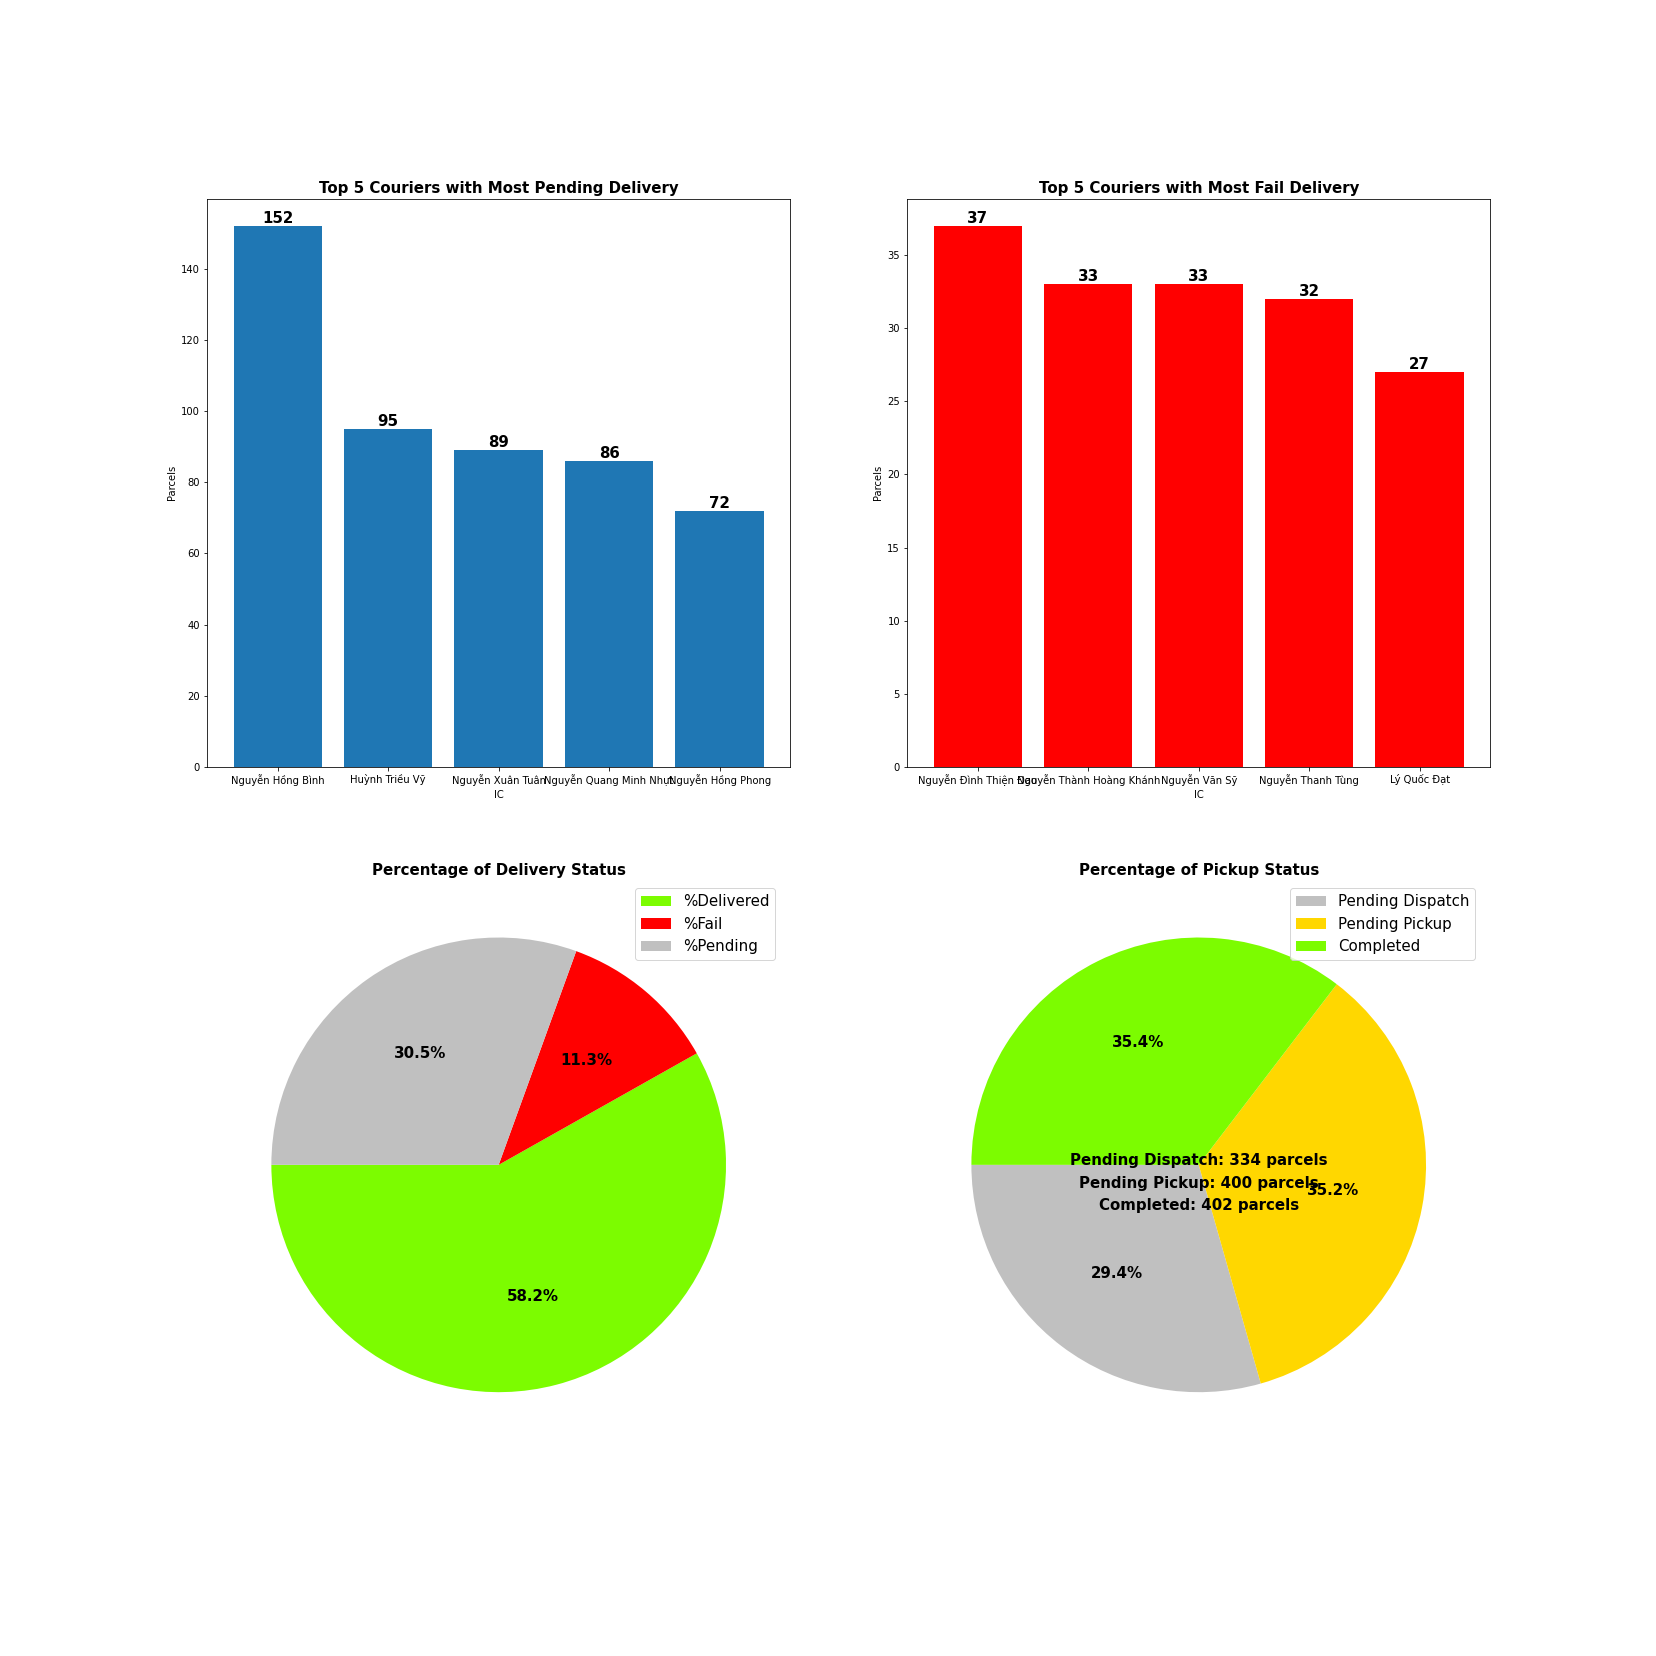 Top 5 Couriers with Most Pending Delivery
152
95
89
86
72
140
120
100
80
60
40
20
0
Parcels
Nguyễn Hồng Bình
Huỳnh Triều Vỹ
Nguyễn Xuân Tuân
Nguyễn Quang Minh Nhựt
Nguyễn Hồng Phong
IC
Top 5 Couriers with Most Fail Delivery
37
33
33
32
27
35
30
25
20
15
10
5
0
Parcels
Nguyễn Đình Thiện
Nguyễn Thành Hoàng Khánh
Nguyễn Văn Sỹ
Nguyễn Thanh Tùng
Lý Quốc Đạt
IC
Percentage of Delivery Status
%Delivered
%Fail
%Pending
30.5%
11.3%
58.2%
Percentage of Pickup Status
Pending Dispatch
Pending Pickup
Completed
35.4%
Pending Dispatch: 334 parcels
Pending Pickup: 400 parcels
35.2%
Completed: 402 parcels
29.4%